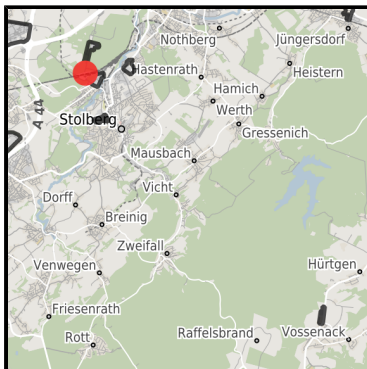 Nothberg
Jüngersdorf
Hastenrath
Heistern
Hamich
A 44
Werth
Stolberg
Gressenich
Mausbach
Vicht
Dorff
Breinig
Zweifall
Venwegen
Hürtgen
Friesenrath
Raffelsbrand
Vossenack
Rott